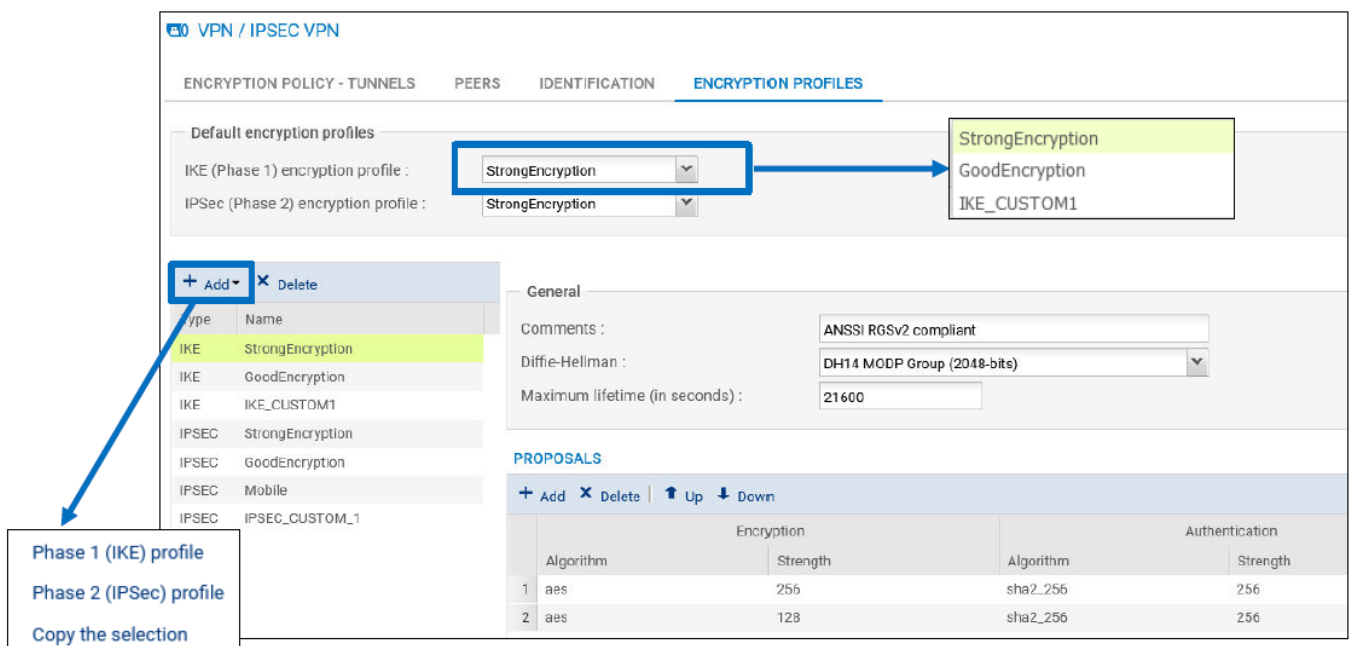 VPN / IPSEC VPN
ENCRYPTION POLICY - TUNNELS PEERS IDENTIFICATION ENCRYPTION PROFILES
Default encryption profiles
IKE (Phase 1) encryption profile : StrongEncryption
IPSec (Phase 2) encryption profile : StrongEncryption
StrongEncryption
GoodEncryption
IKE_CUSTOM1
+ Add Delete
Type Name
IKE StrongEncryption
IKE GoodEncryption
IKE IKE_CUSTOM1
IPSEC StrongEncryption
IPSEC GoodEncryption
IPSEC Mobile
IPSEC IPSEC_CUSTOM_1
Phase 1 (IKE) profile
Phase 2 (IPSec) profile
Copy the selection
General
Comments : ANSSI RGSv2 compliant
Diffie-Hellman : DH14 MODP Group (2048-bits)
Maximum lifetime (in seconds) : 21600
PROPOSALS
+ Add Delete Up Down
Encryption Authentication
Algorithm Strength Algorithm Strength
1 aes 256 sha2_256 256
2 aes 128 sha2_256 256